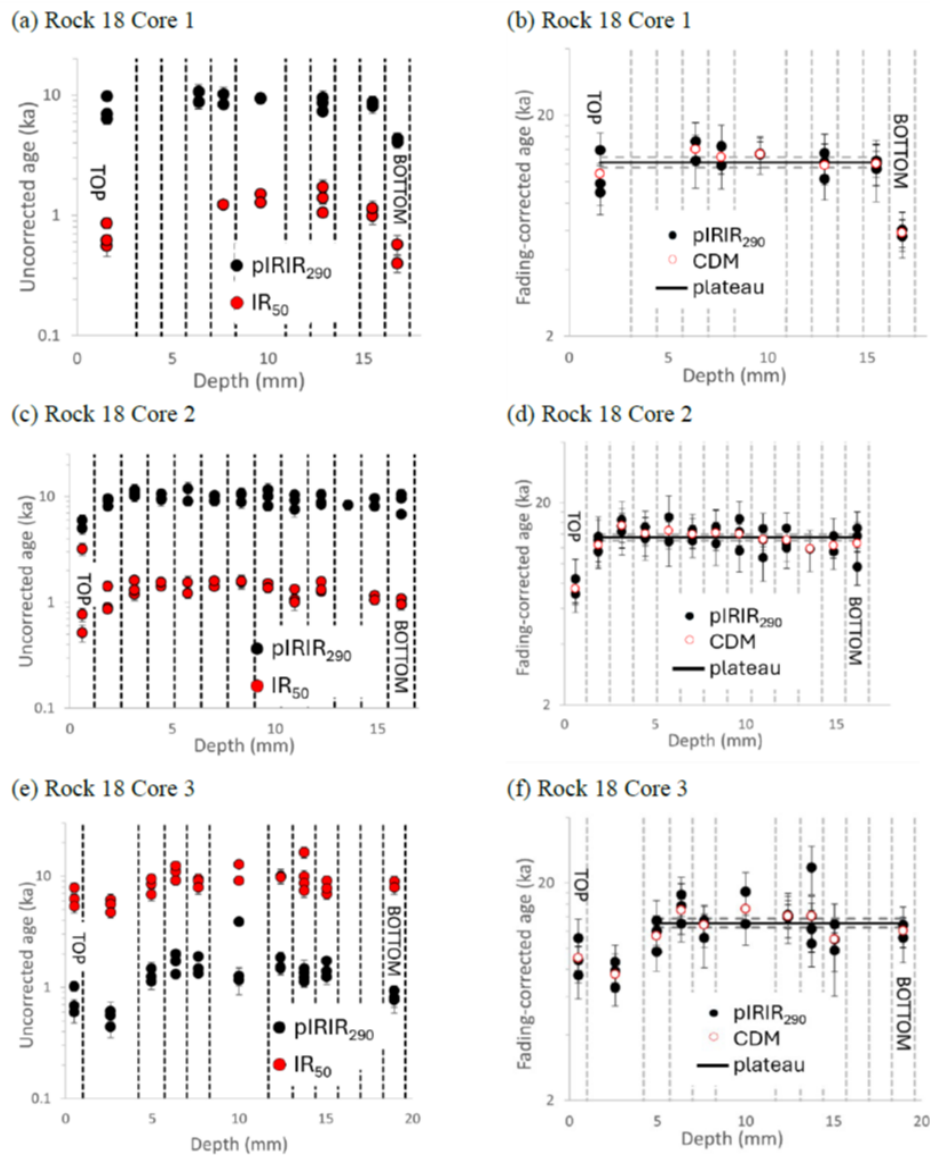 (a) Rock 18 Core 1
Uncorrected age (ka)
10
1
0.1
TOP
BOTTOM
pIRIR290
IR50
0 5 10 15
Depth (mm)
(b) Rock 18 Core 1
Fading-corrected age (ka)
20
2
TOP
BOTTOM
pIRIR290
CDM
plateau
0 5 10 15
Depth (mm)
(c) Rock 18 Core 2
Uncorrected age (ka)
10
1
0.1
TOP
BOTTOM
pIRIR290
IR50
0 5 10 15
Depth (mm)
(d) Rock 18 Core 2
Fading-corrected age (ka)
20
2
TOP
BOTTOM
pIRIR290
CDM
plateau
0 5 10 15
Depth (mm)
(e) Rock 18 Core 3
Uncorrected age (ka)
10
1
0.1
TOP
BOTTOM
pIRIR290
IR50
0 5 10 15 20
Depth (mm)
(f) Rock 18 Core 3
Fading-corrected age (ka)
20
2
TOP
BOTTOM
pIRIR290
CDM
plateau
0 5 10 15 20
Depth (mm)